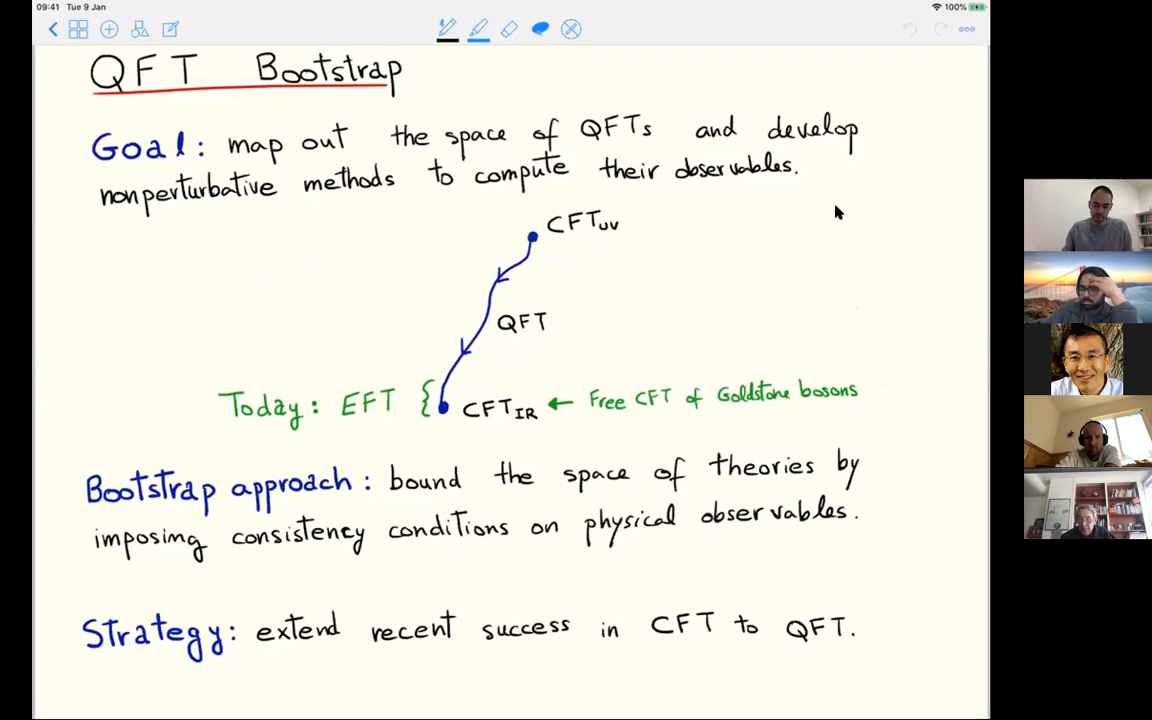 09:41 Tue 9 Jan
100%
QFT Bootstrap
Goal: map out the space of QFTs and develop
nonperturbative methods to compute their observables.
CFTUV
QFT
Today: EFT { CFTIR ← Free CFT of Goldstone bosons
Bootstrap approach: bound the space of theories by
imposing consistency conditions on physical observables.
Strategy: extend recent success in CFT to QFT.